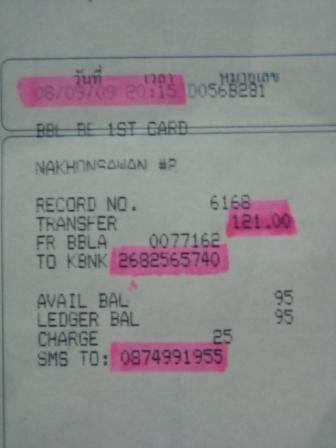 วันที่ เวลา หมายเลข
08/09/09 20:15 D056B281
BBL BE 1ST CARD
NAKHONSAWAN #2
RECORD NO. 6168
TRANSFER 121.00
FR BBLA 0077162
TO KBNK 2682565740
AVAIL BAL 95
LEDGER BAL 95
CHARGE 25
SMS TO: 0874991955